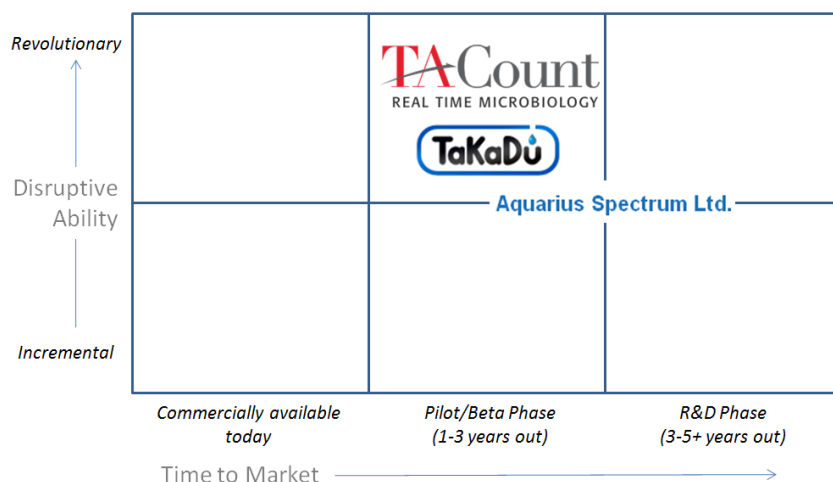 Revolutionary
TACount
REAL TIME MICROBIOLOGY
TaKaDu
Disruptive
Ability
Aquarius Spectrum Ltd.
Incremental
Commercially available
today
Pilot/Beta Phase
(1-3 years out)
R&D Phase
(3-5+ years out)
Time to Market